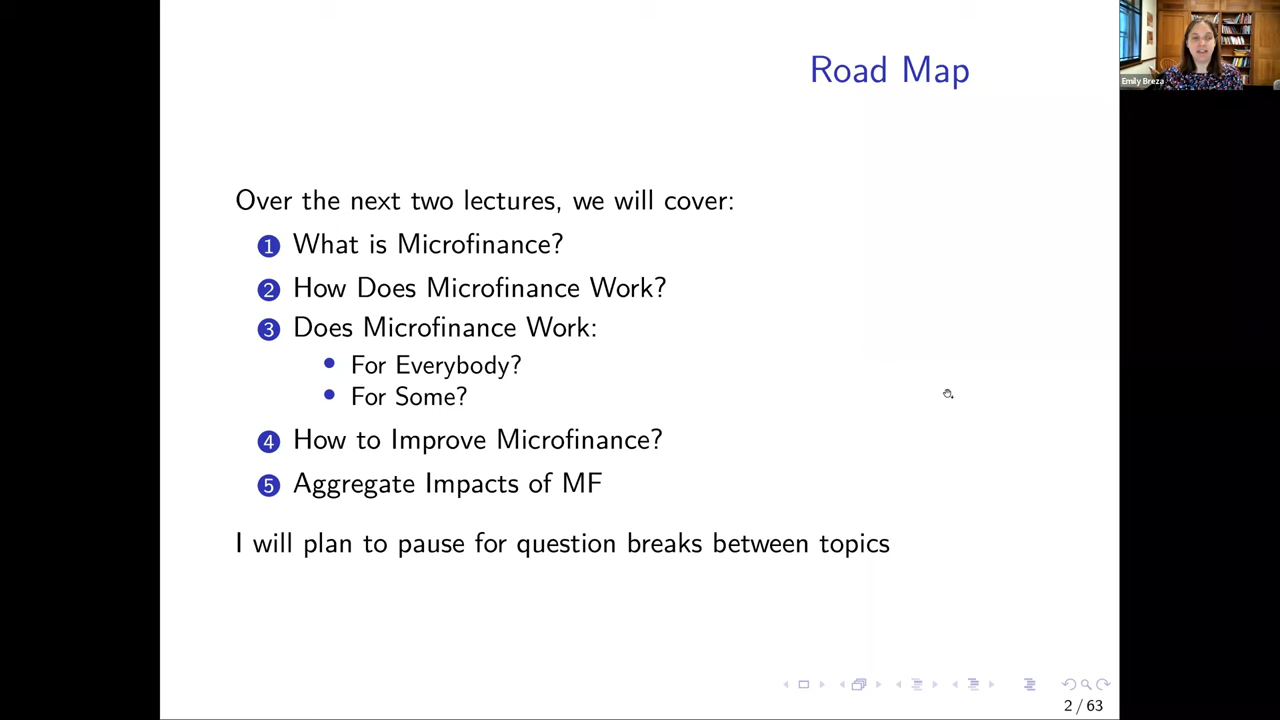 Road Map
Emily Breza
Over the next two lectures, we will cover:
1 What is Microfinance?
2 How Does Microfinance Work?
3 Does Microfinance Work:
• For Everybody?
• For Some?
4 How to Improve Microfinance?
5 Aggregate Impacts of MF
I will plan to pause for question breaks between topics
2 / 63